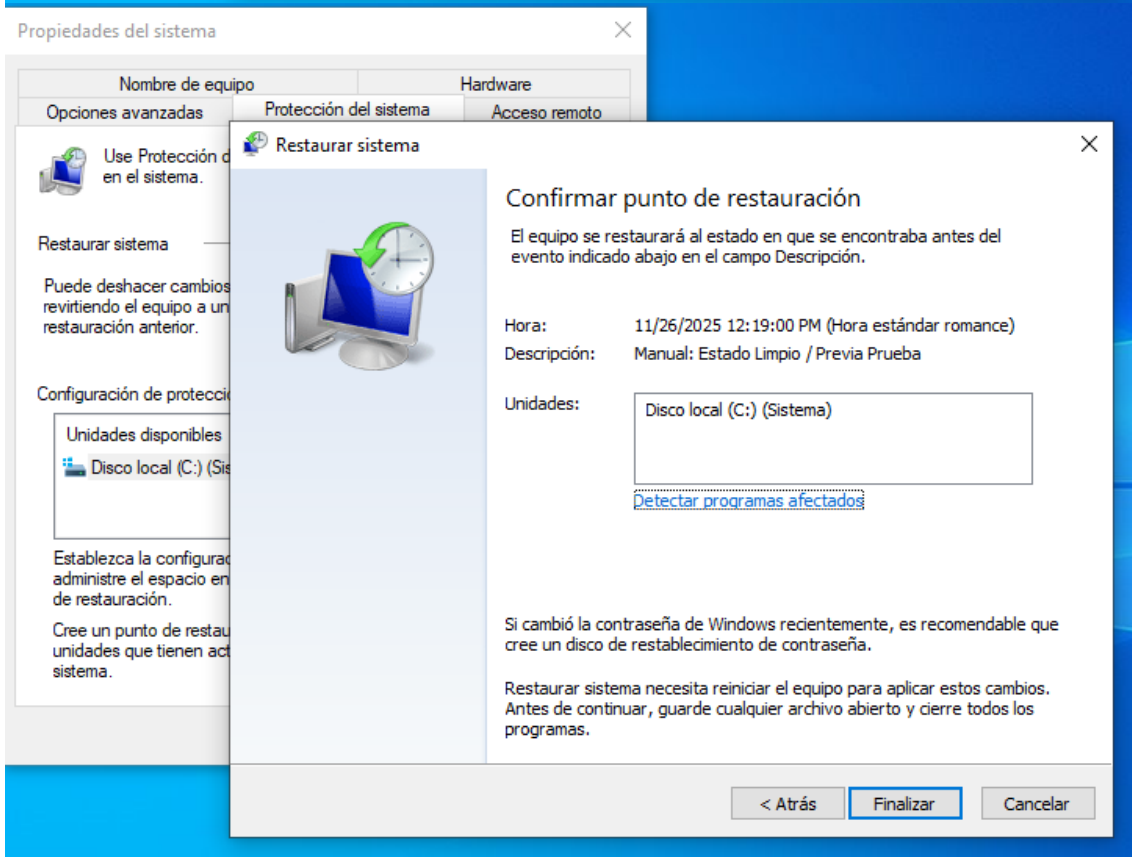 Propiedades del sistema
Nombre de equipo
Hardware
Opciones avanzadas
Protección del sistema
Acceso remoto
Use Protección d
en el sistema.
Restaurar sistema
Puede deshacer cambios
revirtiendo el equipo a un
restauración anterior.
Configuración de protecció
Unidades disponibles
Disco local (C:) (Sis
Establezca la configurac
administre el espacio en
de restauración.
Cree un punto de restau
unidades que tienen act
sistema.
Restaurar sistema
Confirmar punto de restauración
El equipo se restaurará al estado en que se encontraba antes del
evento indicado abajo en el campo Descripción.
Hora: 11/26/2025 12:19:00 PM (Hora estándar romance)
Descripción: Manual: Estado Limpio / Previa Prueba
Unidades: Disco local (C:) (Sistema)
Detectar programas afectados
Si cambió la contraseña de Windows recientemente, es recomendable que
cree un disco de restablecimiento de contraseña.
Restaurar sistema necesita reiniciar el equipo para aplicar estos cambios.
Antes de continuar, guarde cualquier archivo abierto y cierre todos los
programas.
< Atrás
Finalizar
Cancelar